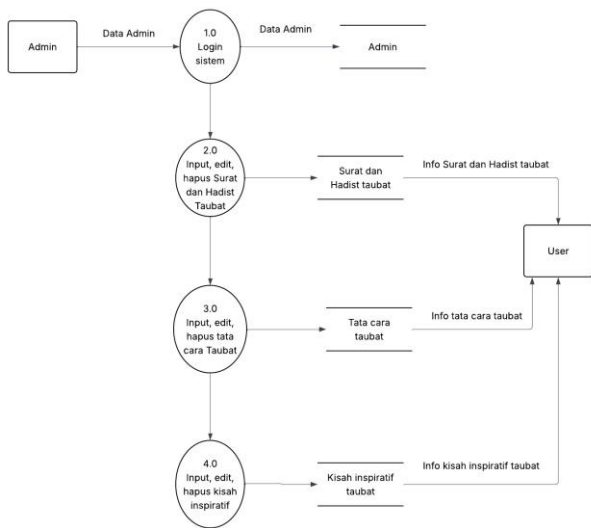 Admin
Data Admin
1.0
Login
sistem
Data Admin
Admin
2.0
Input, edit,
hapus Surat
dan Hadist
Taubat
Surat dan
Hadist taubat
Info Surat dan Hadist taubat
User
3.0
Input, edit,
hapus tata
cara Taubat
Tata cara
taubat
Info tata cara taubat
4.0
Input, edit,
hapus kisah
inspiratif
Kisah inspiratif
taubat
Info kisah inspiratif taubat